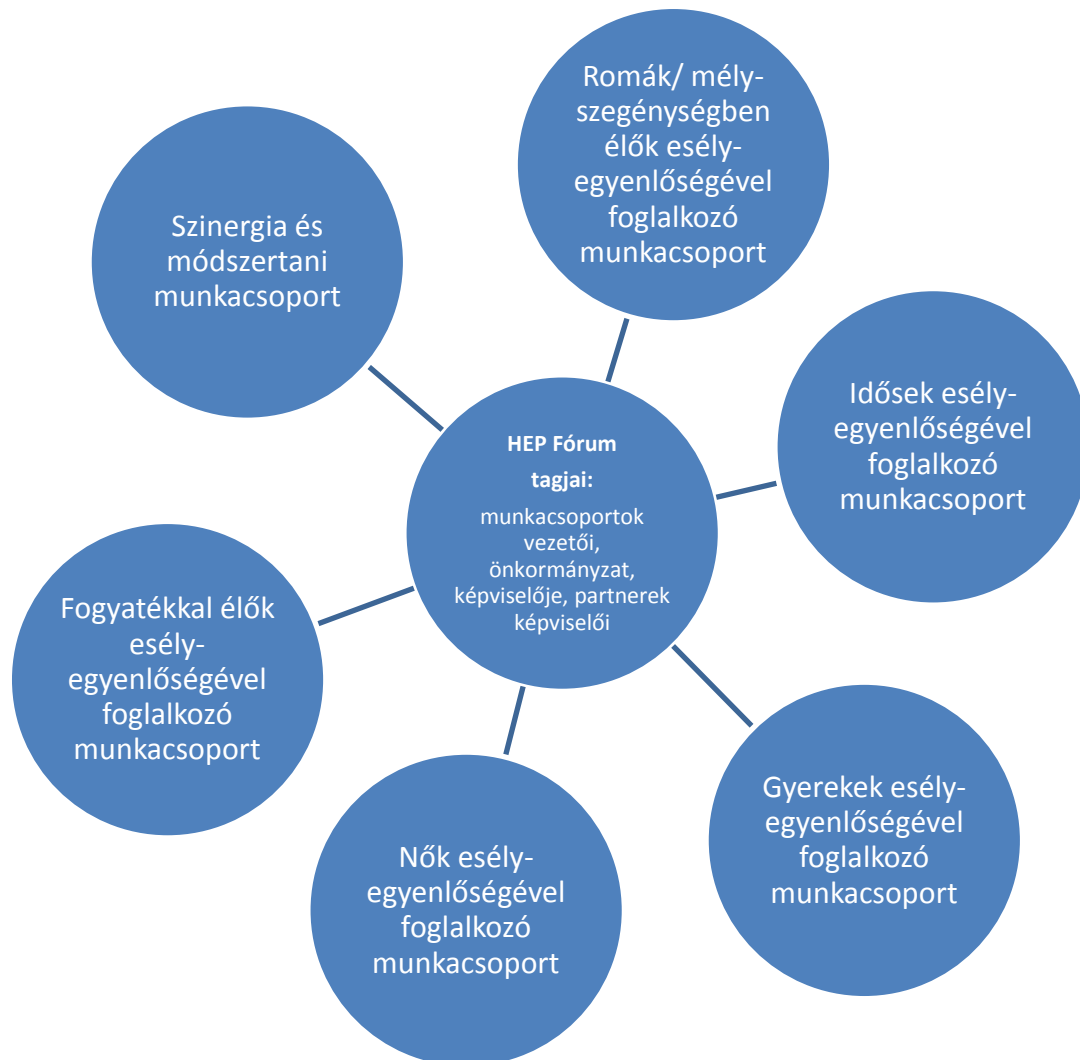 Romák/ mély-
szegénységben
élők esély-
egyenlőségével
foglalkozó
munkacsoport
Szinergia és
módszertani
munkacsoport
Idősek esély-
egyenlőségével
foglalkozó
munkacsoport
HEP Fórum
tagjai:
munkacsoportok
vezetői,
önkormányzat,
képviselője, partnerek
képviselői
Fogyatékkal élők
esély-
egyenlőségével
foglalkozó
munkacsoport
Gyerekek esély-
egyenlőségével
foglalkozó
munkacsoport
Nők esély-
egyenlőségével
foglalkozó
munkacsoport